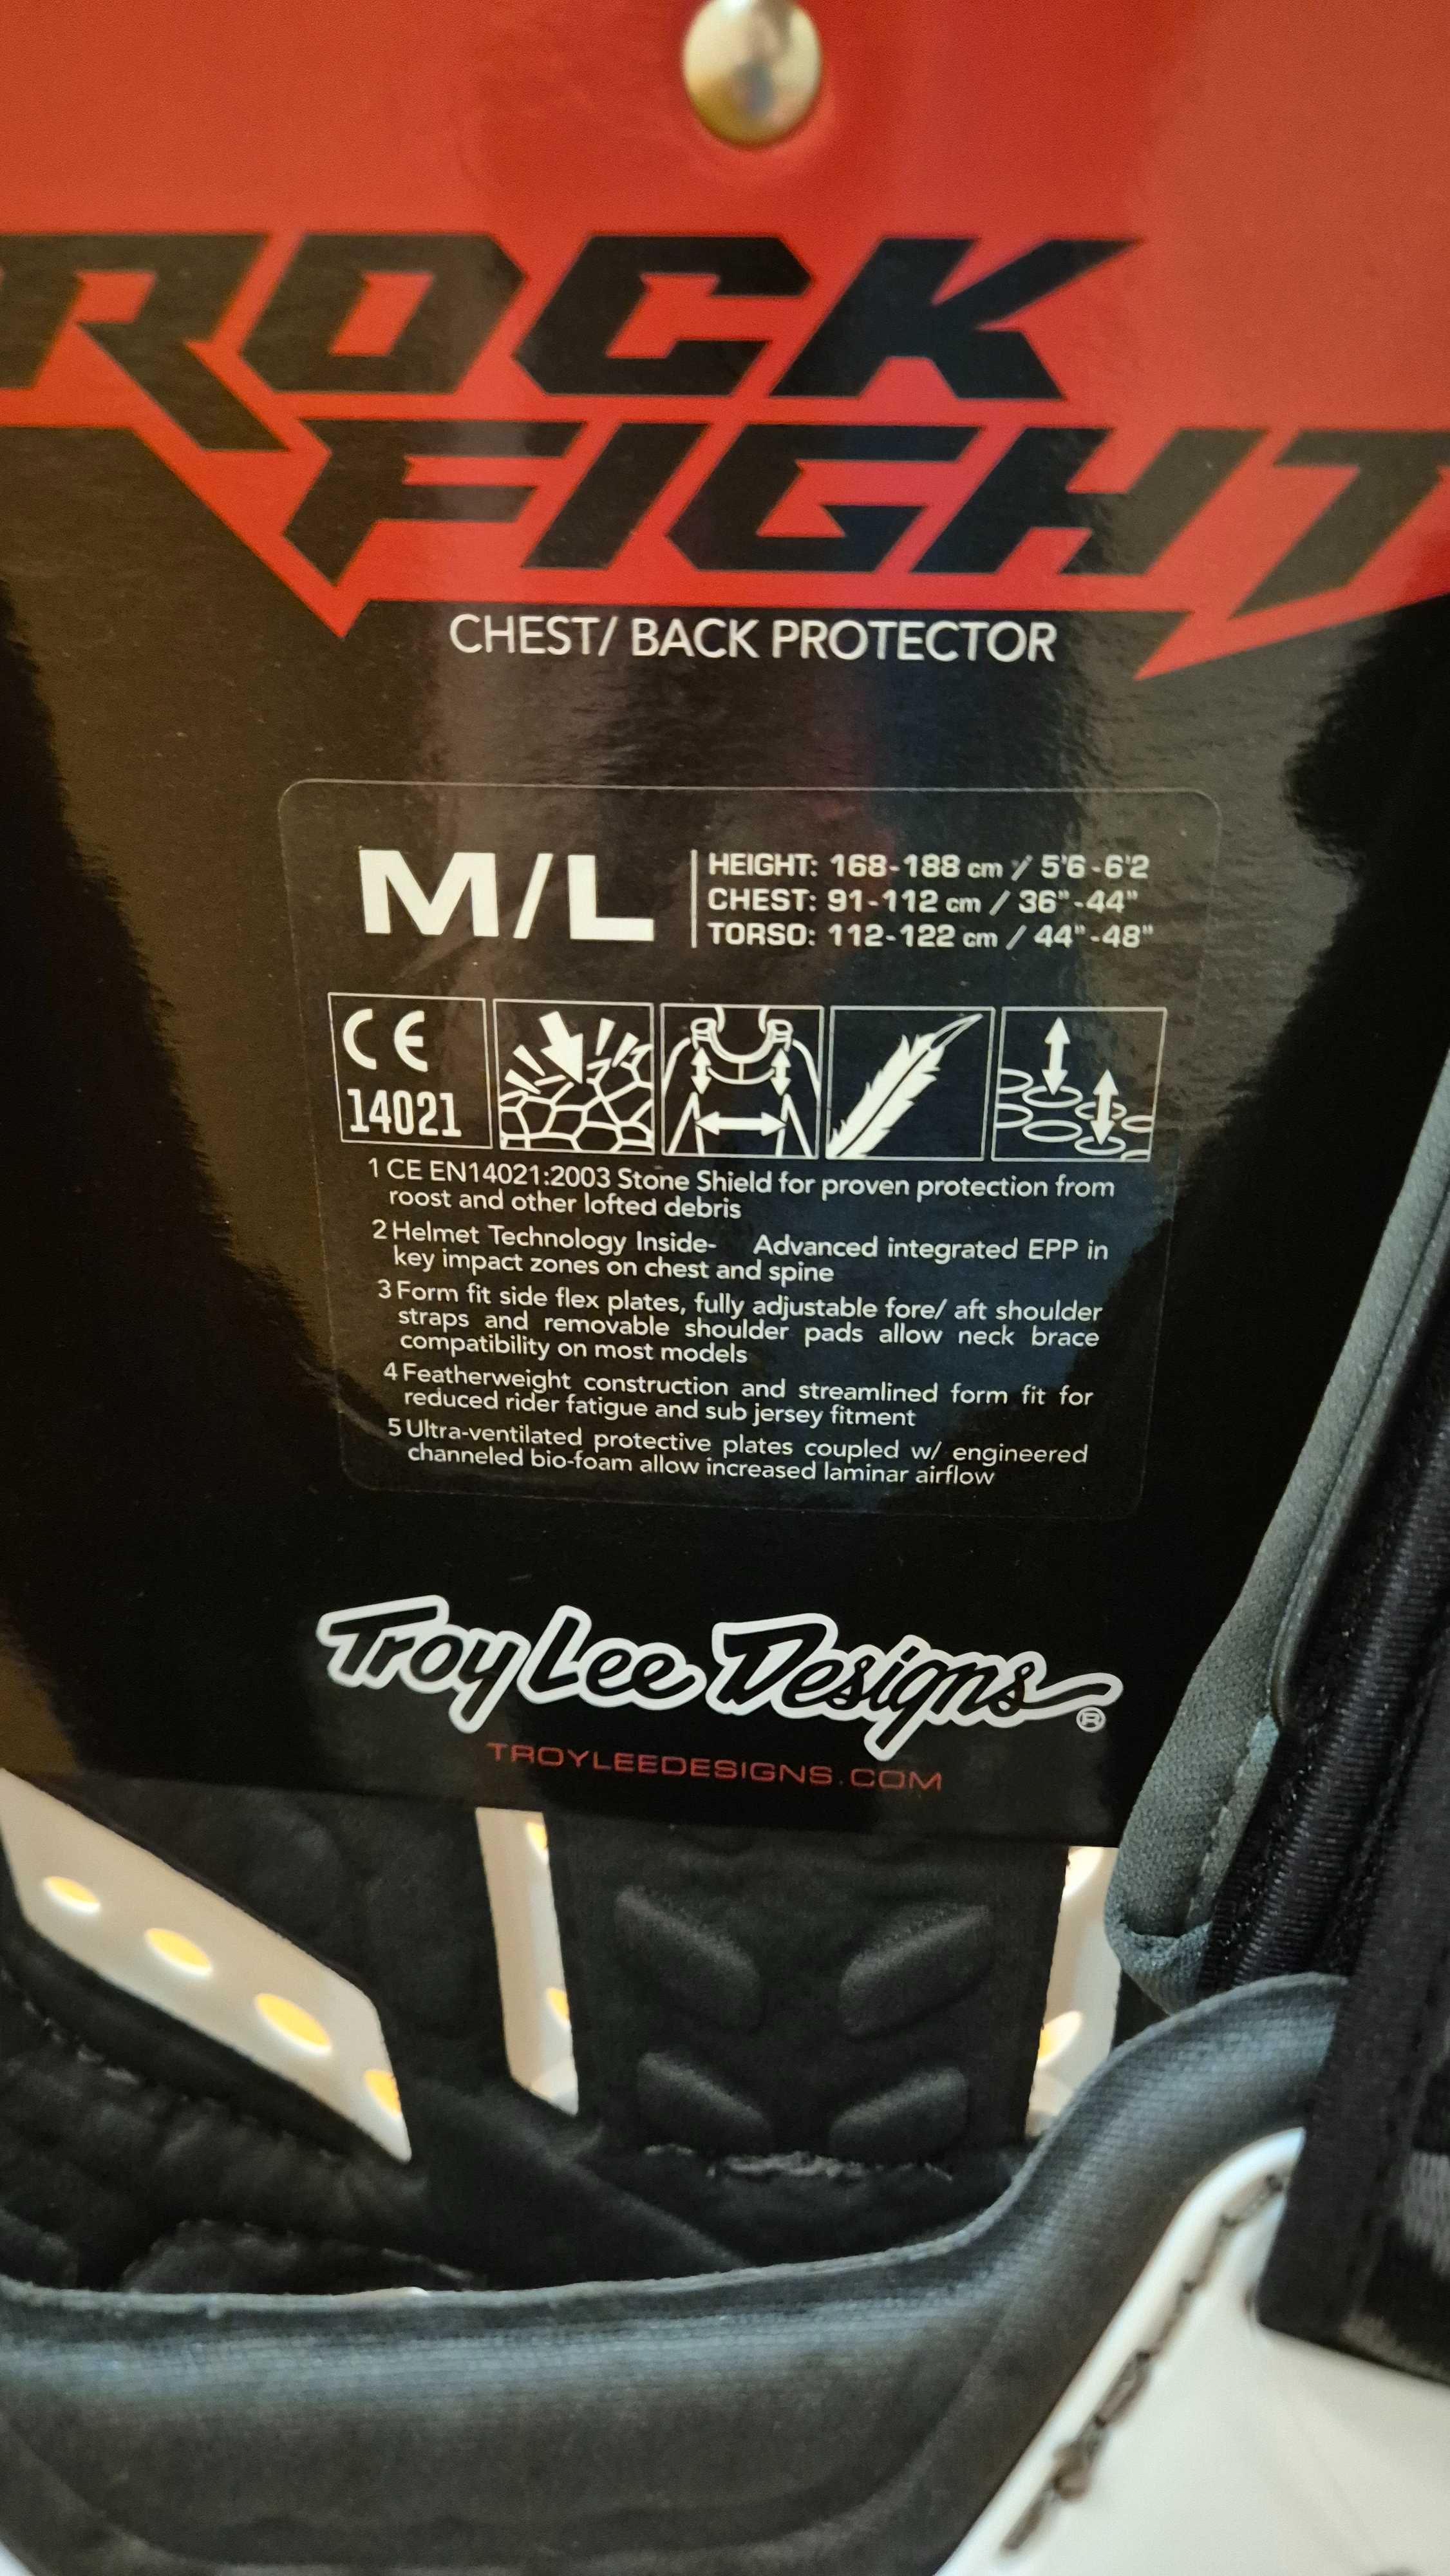 ROCK
FIGHT
CHEST/ BACK PROTECTOR
M/L
HEIGHT: 168-188 cm / 5'6-6'2
CHEST: 91-112 cm / 36"-44"
TORSO: 112-122 cm / 44"-48"
CE
14021
1 CE EN14021:2003 Stone Shield for proven protection from
roost and other lofted debris
2 Helmet Technology Inside- Advanced integrated EPP in
key impact zones on chest and spine
3 Form fit side flex plates, fully adjustable fore/ aft shoulder
straps and removable shoulder pads allow neck brace
compatibility on most models
4 Featherweight construction and streamlined form fit for
reduced rider fatigue and sub jersey fitment
5 Ultra-ventilated protective plates coupled w/ engineered
channeled bio-foam allow increased laminar airflow
Troy Lee Designs®
TROYLEEDESIGNS.COM